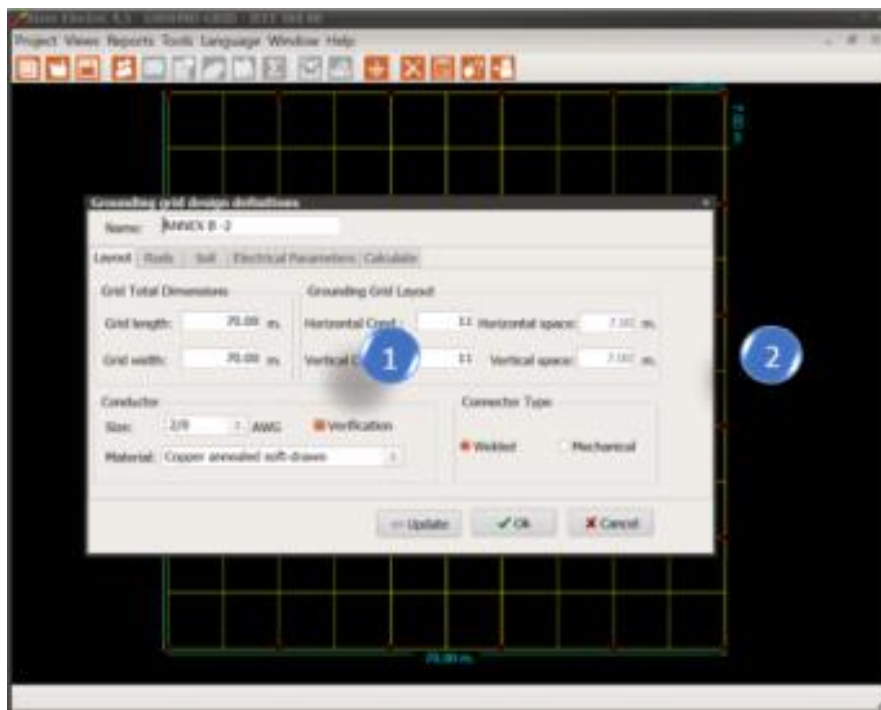 Project Views Reports Tools Language Window Help
Grounding grid design definitions
Name: ANNEX B -2
Layout Rods Soil Electrical Parameters Calculate
Grid Total Dimensions Grounding Grid Layout
Grid length: 70.00 m. Horizontal Cond.: 11 Horizontal space: m.
Grid width: 70.00 m. Vertical 11 Vertical space: m.
1
2
Conductor Connector Type
Size: 2/0 AWG Verification
Welded Mechanical
Material: Copper annealed soft-drawn
Update Ok Cancel
70.00 m.